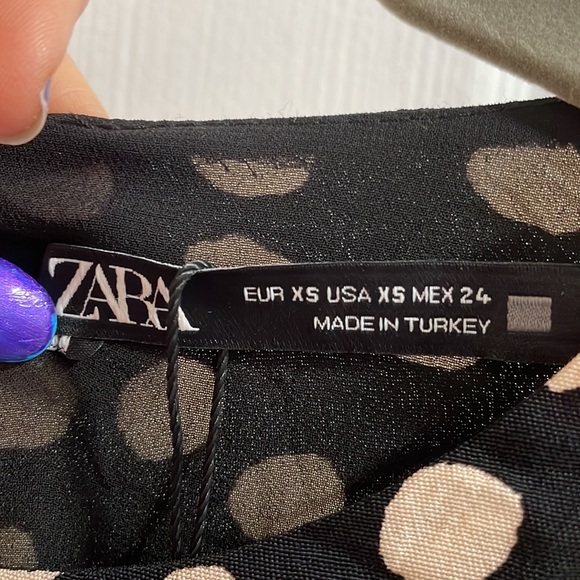 ZARA
EUR XS USA XS MEX 24
MADE IN TURKEY